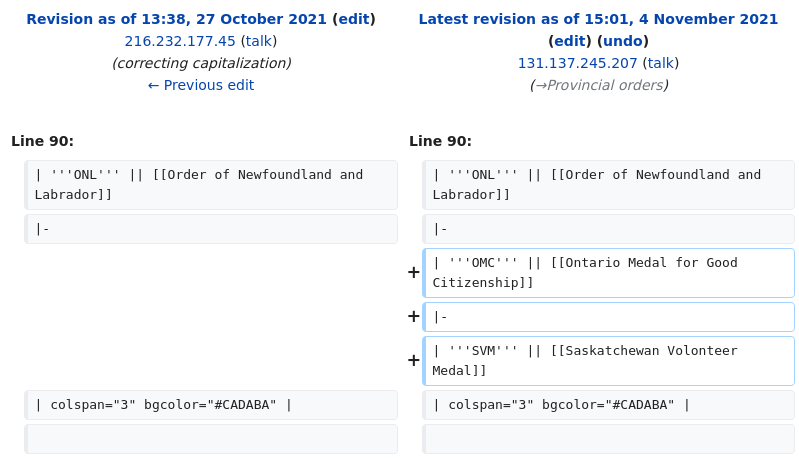 Revision as of 13:38, 27 October 2021 (edit)
216.232.177.45 (talk)
(correcting capitalization)
← Previous edit
Latest revision as of 15:01, 4 November 2021
(edit) (undo)
131.137.245.207 (talk)
(→Provincial orders)
Line 90:
Line 90:
| '''ONL''' || [[Order of Newfoundland and
Labrador]]
| '''ONL''' || [[Order of Newfoundland and
Labrador]]
|-
|-
+
| '''OMC''' || [[Ontario Medal for Good
Citizenship]]
+
|-
+
| '''SVM''' || [[Saskatchewan Volonteer
Medal]]
| colspan="3" bgcolor="#CADABA" |
| colspan="3" bgcolor="#CADABA" |